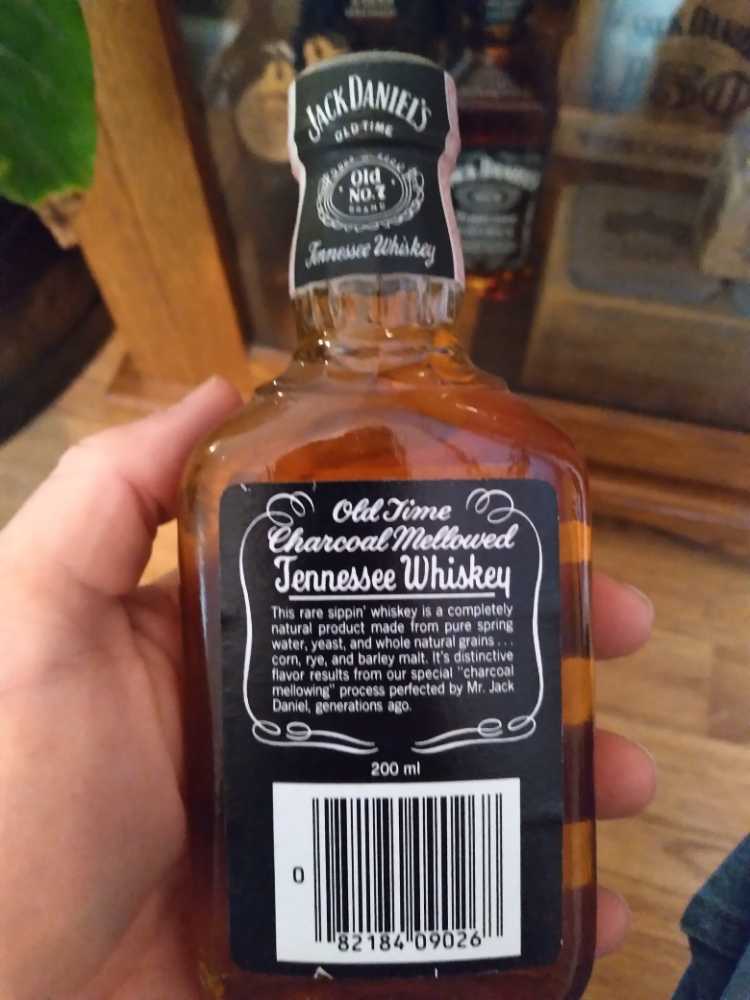 JACK DANIEL'S
OLD-TIME
Old
NO.7
BRAND
Tennessee Whiskey
Old Time
Charcoal Mellowed
Tennessee Whiskey
This rare sippin' whiskey is a completely
natural product made from pure spring
water, yeast, and whole natural grains ...
corn, rye, and barley malt. It's distinctive
flavor results from our special "charcoal
mellowing" process perfected by Mr. Jack
Daniel, generations ago.
200 ml
0
82184 09026